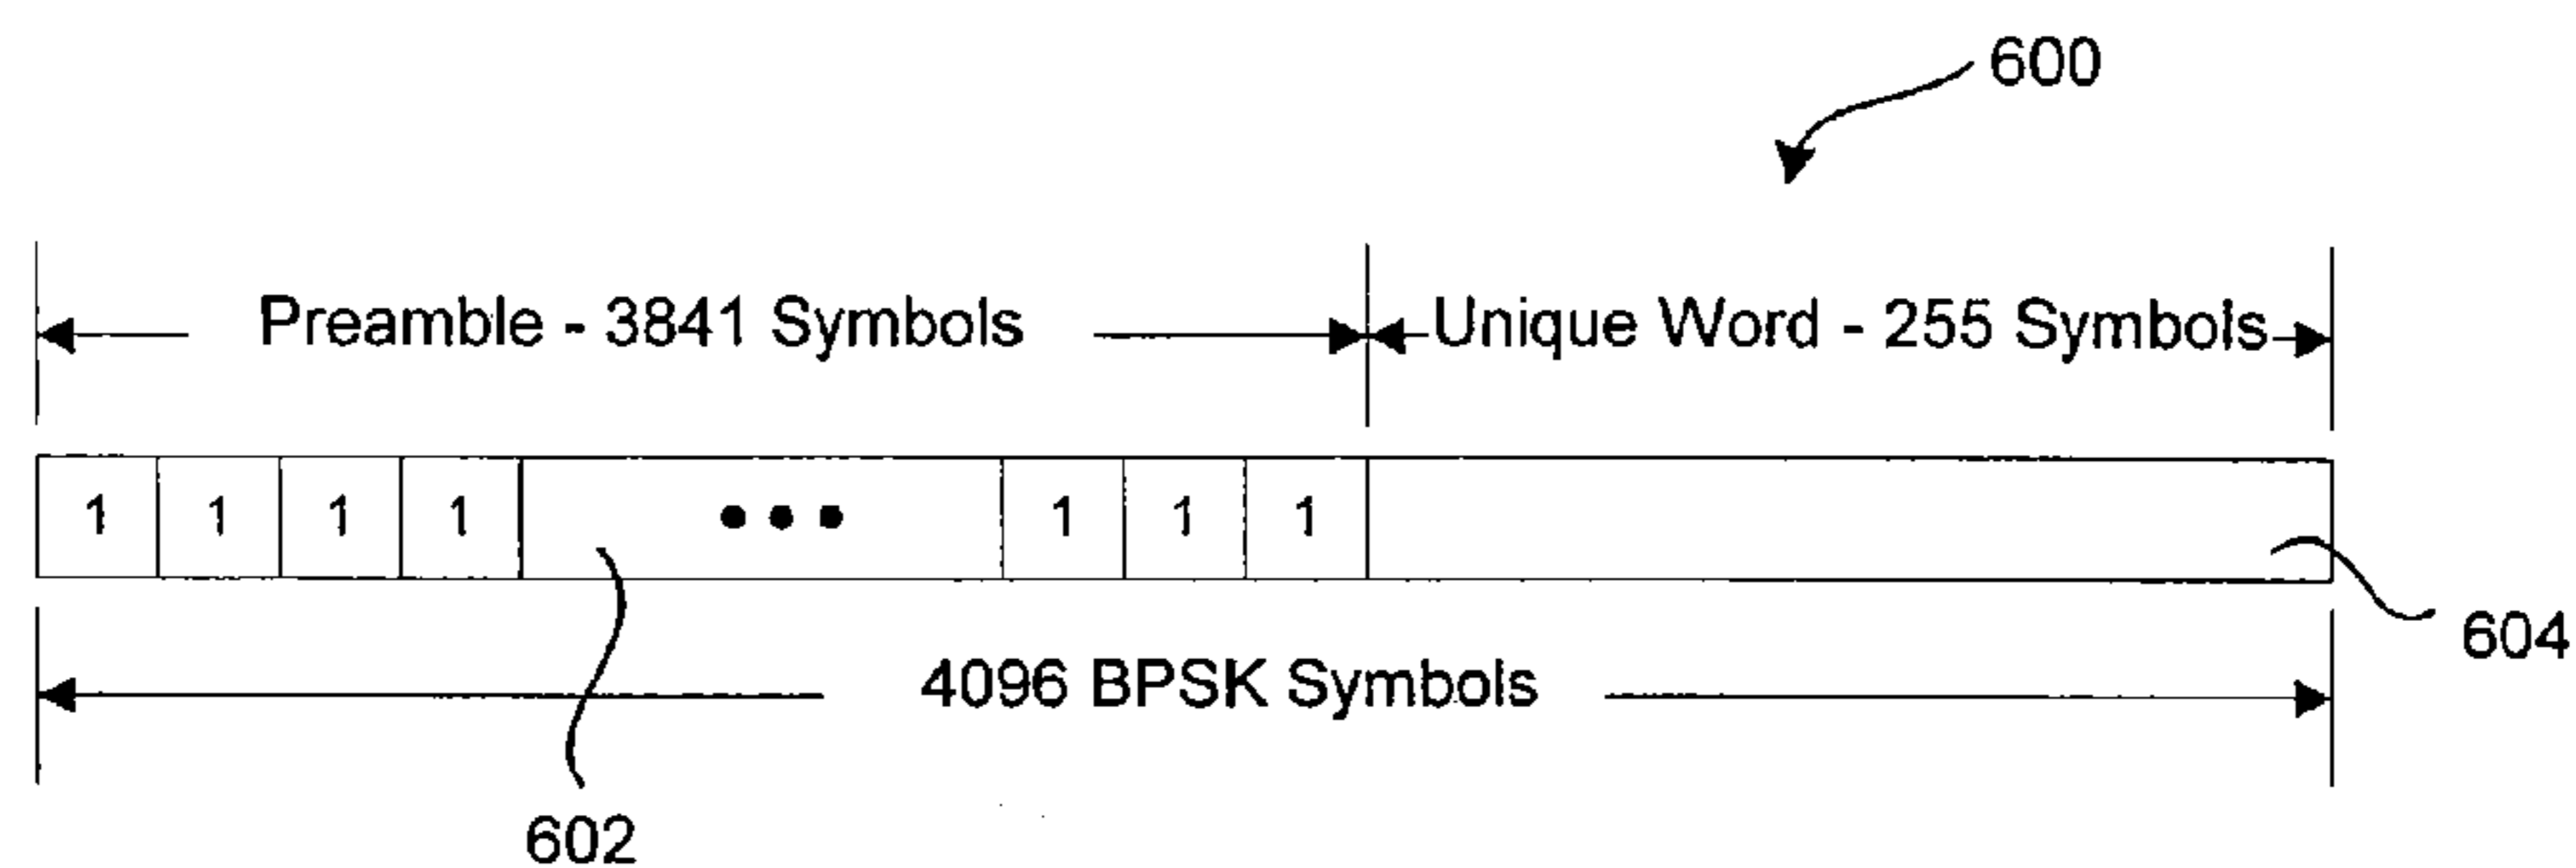 600
Preamble - 3841 Symbols
Unique Word - 255 Symbols
1 1 1 1 ••• 1 1 1
604
4096 BPSK Symbols
602